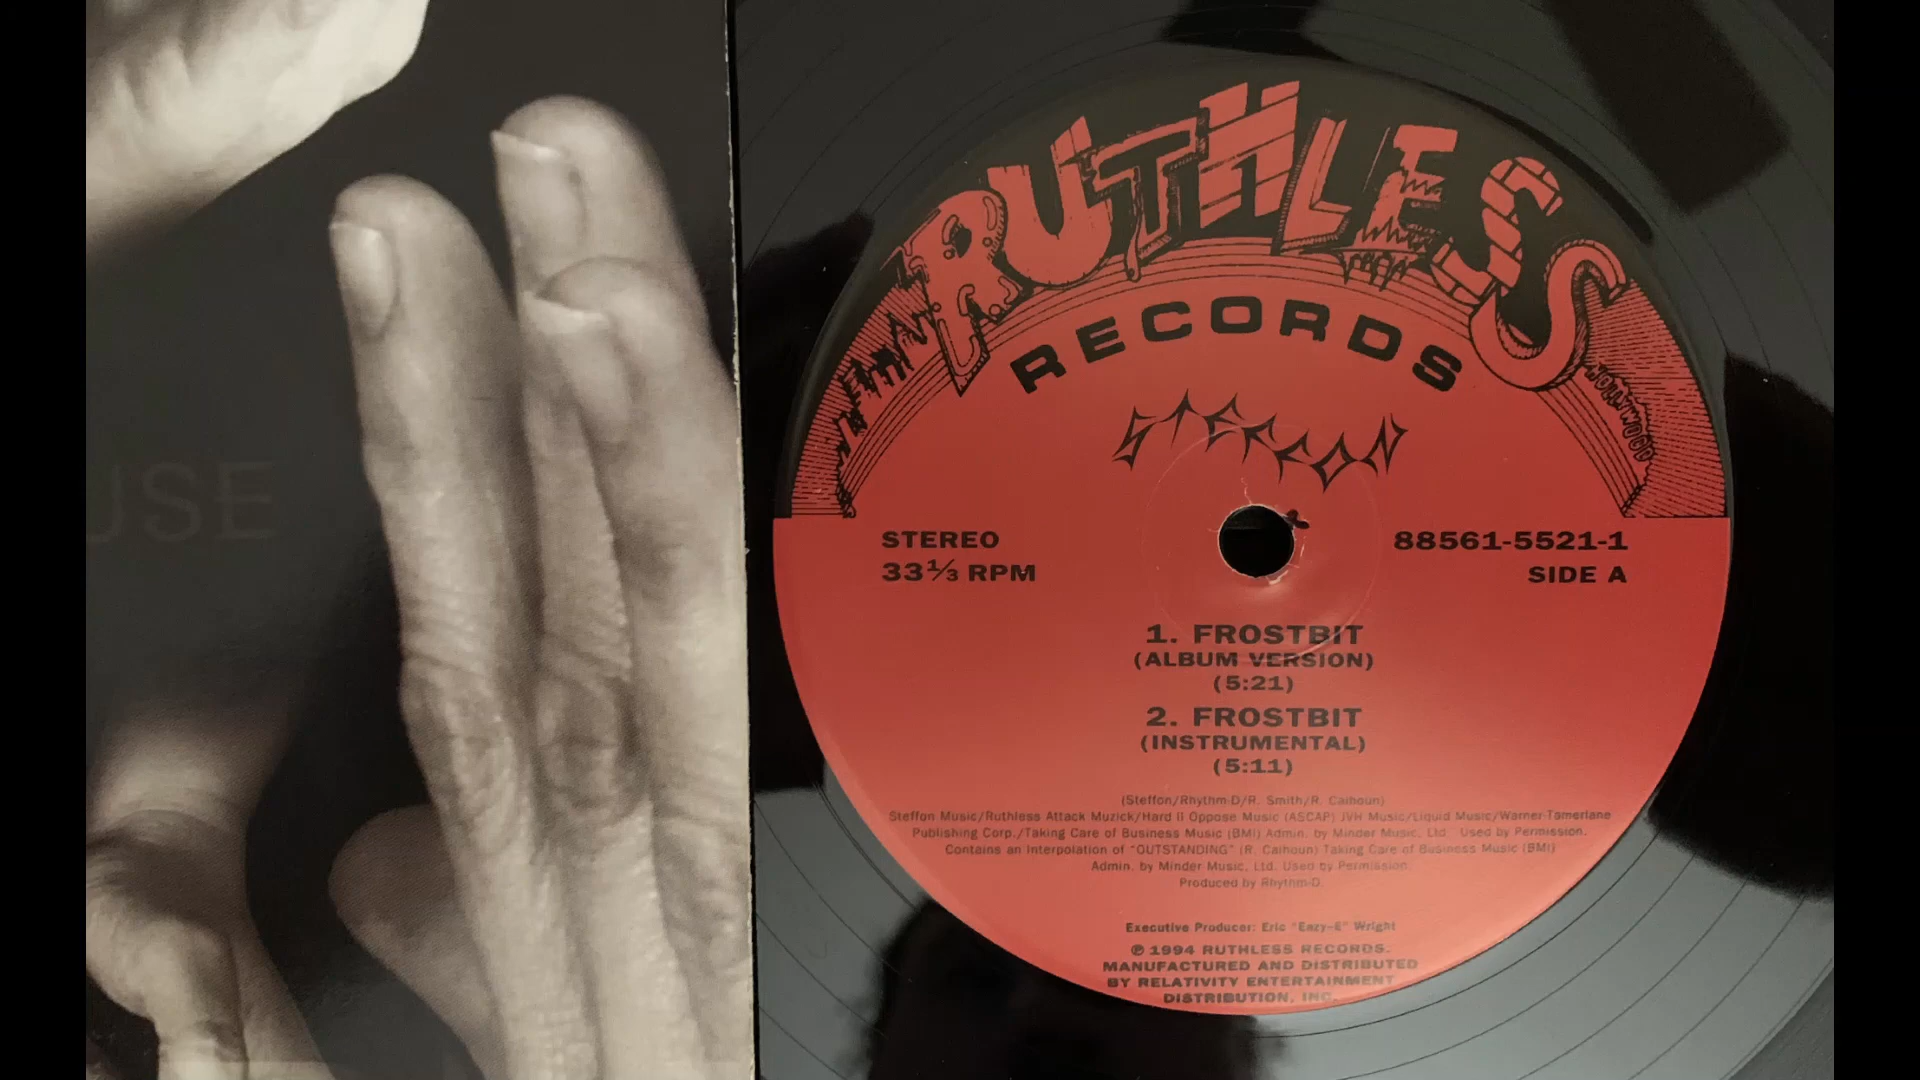 USE
RUTHLESS
RECORDS
HOLLYWOOD
STEFFON
STEREO
33⅓ RPM
88561-5521-1
SIDE A
1. FROSTBIT
(ALBUM VERSION)
(5:21)
2. FROSTBIT
(INSTRUMENTAL)
(5:11)
(Steffon/Rhythm-D/R. Smith/R. Calhoun)
Steffon Music/Ruthless Attack Muzick/Hard II Oppose Music (ASCAP) JVH Music/Liquid Music/Warner-Tamerlane
Publishing Corp./Taking Care of Business Music (BMI) Admin. by Minder Music, Ltd. Used by Permission.
Contains an Interpolation of "OUTSTANDING" (R. Calhoun) Taking Care of Business Music (BMI)
Admin. by Minder Music, Ltd. Used by Permission.
Produced by Rhythm-D.
Executive Producer: Eric "Eazy-E" Wright
℗ 1994 RUTHLESS RECORDS.
MANUFACTURED AND DISTRIBUTED
BY RELATIVITY ENTERTAINMENT
DISTRIBUTION, INC.